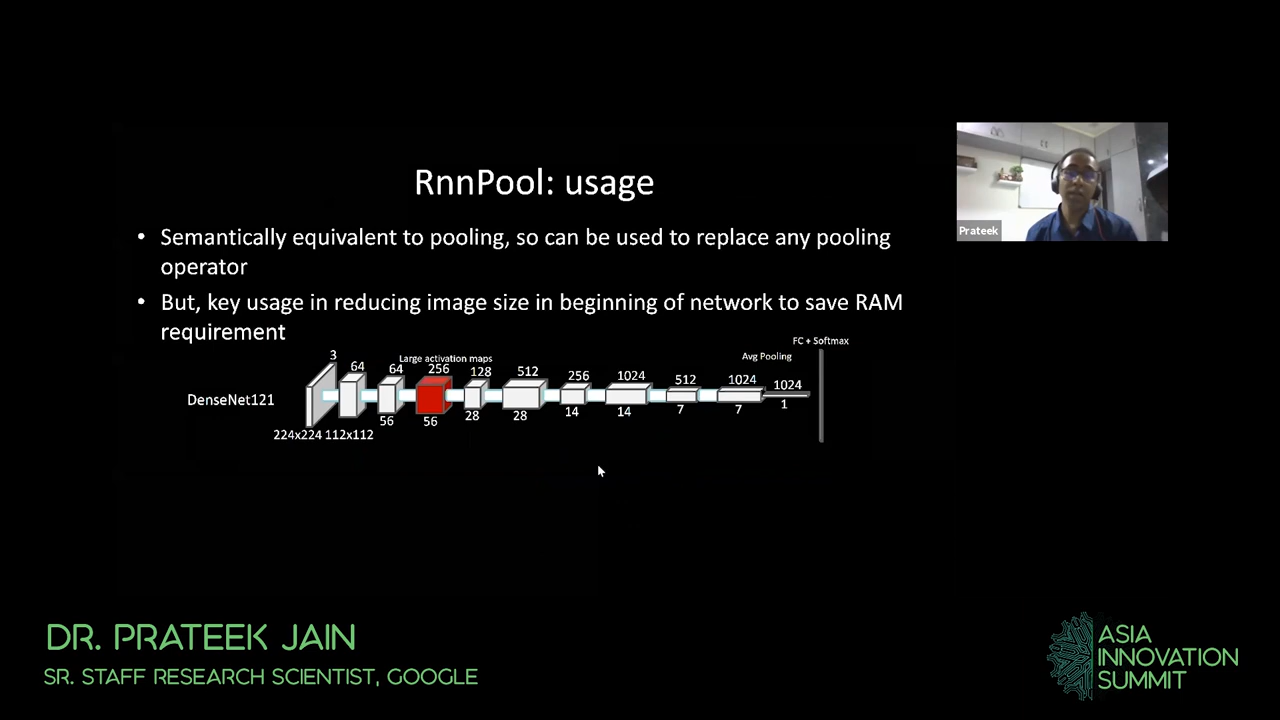 RnnPool: usage
• Semantically equivalent to pooling, so can be used to replace any pooling
operator
• But, key usage in reducing image size in beginning of network to save RAM
requirement
Prateek
FC + Softmax
Large activation maps
Avg Pooling
3
64
64
256
128
512
256
1024
512
1024
1024
DenseNet121
224x224 112x112
56
56
28
28
14
14
7
7
1
DR. PRATEEK JAIN
SR. STAFF RESEARCH SCIENTIST, GOOGLE
ASIA
INNOVATION
SUMMIT